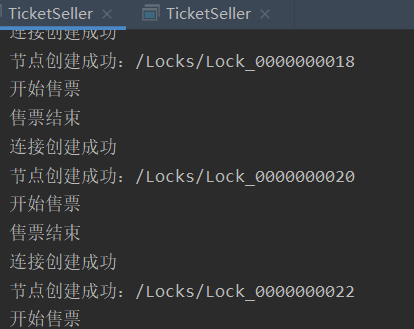 TicketSeller TicketSeller
连接创建成功
节点创建成功：/Locks/Lock_0000000018
开始售票
售票结束
连接创建成功
节点创建成功：/Locks/Lock_0000000020
开始售票
售票结束
连接创建成功
节点创建成功：/Locks/Lock_0000000022
开始售票